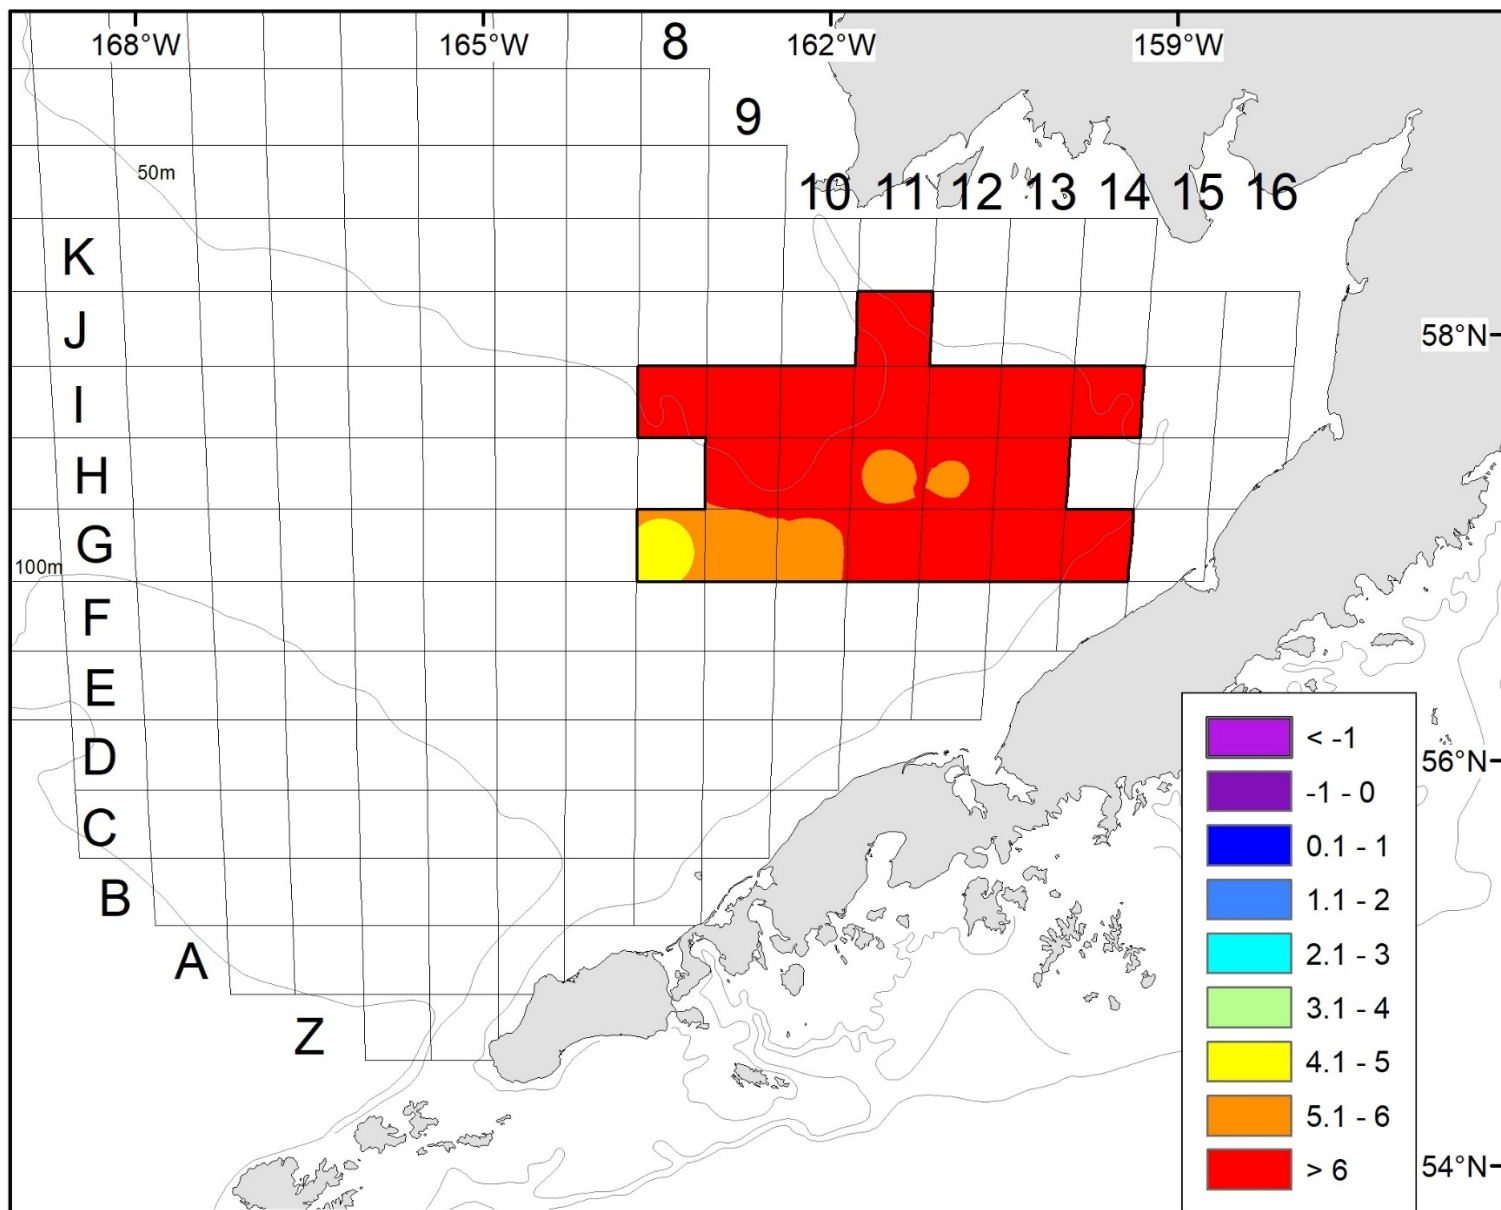 168°W 165°W 162°W 159°W
8
9
50m
10 11 12 13 14 15 16
K
J
58°N
I
H
G
100m
F
E
D
C
B
A
Z
< -1
-1 - 0
0.1 - 1
1.1 - 2
2.1 - 3
3.1 - 4
4.1 - 5
5.1 - 6
> 6
56°N
54°N